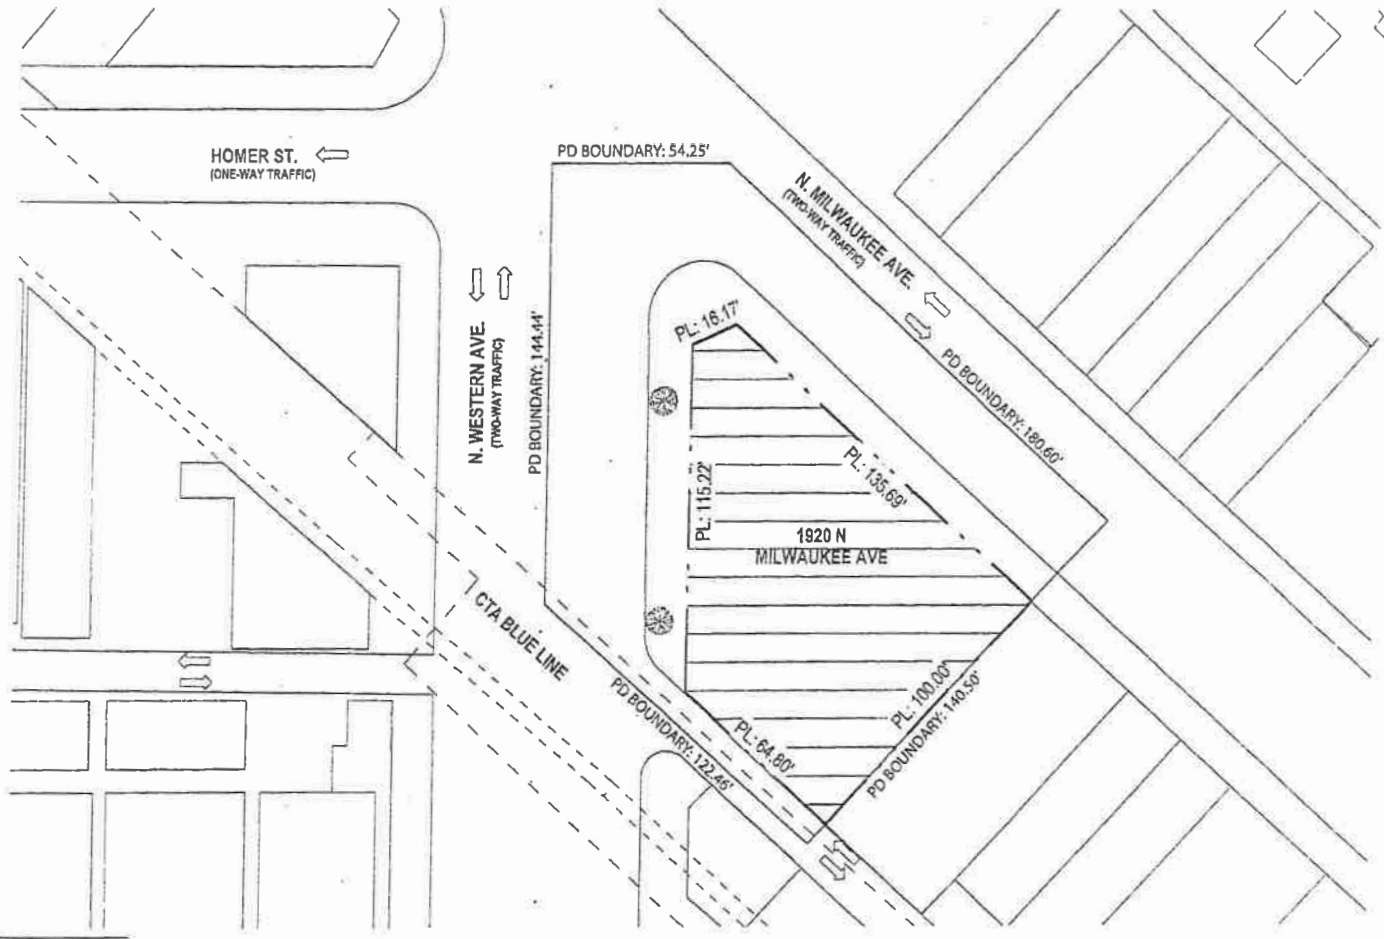 HOMER ST.
(ONE-WAY TRAFFIC)
PD BOUNDARY: 54.25'
N. MILWAUKEE AVE.
(TWO-WAY TRAFFIC)
N. WESTERN AVE.
(TWO-WAY TRAFFIC)
PD BOUNDARY: 144.44'
PL: 16.17'
PD BOUNDARY: 180.60'
PL: 135.69'
PL: 115.22'
1920 N
MILWAUKEE AVE
CTA BLUE LINE
PD BOUNDARY: 122.46'
PL: 64.80'
PL: 100.00'
PD BOUNDARY: 140.50'